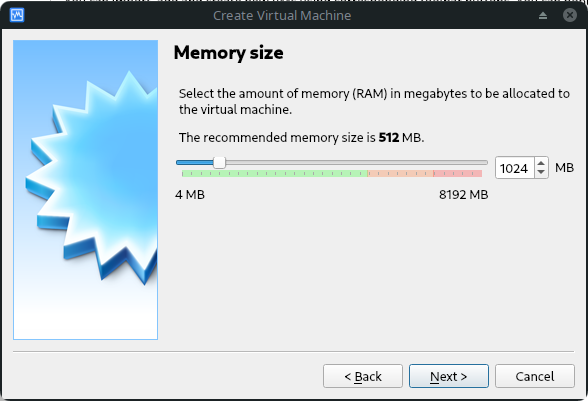 Create Virtual Machine
Memory size
Select the amount of memory (RAM) in megabytes to be allocated to
the virtual machine.
The recommended memory size is 512 MB.
1024 MB
4 MB 8192 MB
< Back Next > Cancel